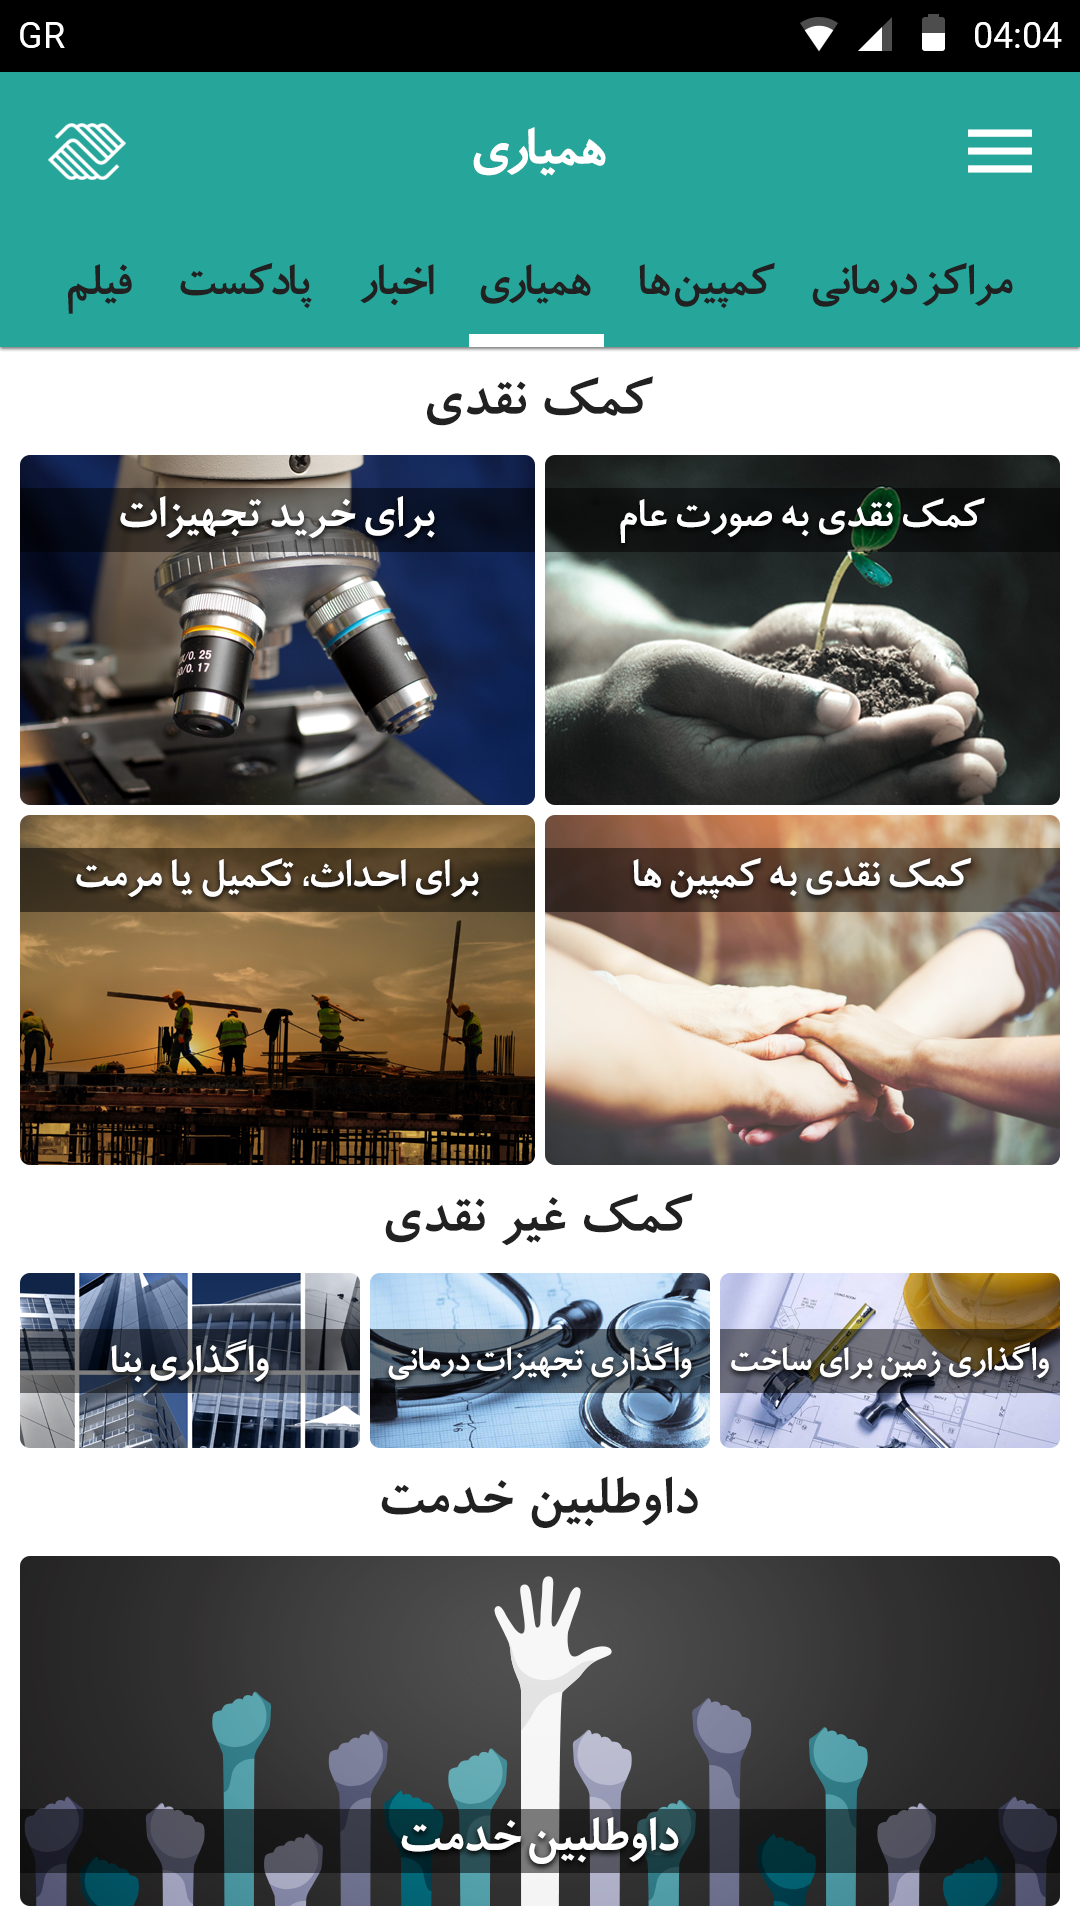 GR 04:04
همیاری
مراکز درمانی کمپین‌ها همیاری اخبار پادکست فیلم
کمک نقدی
کمک نقدی به صورت عام
برای خرید تجهیزات
کمک نقدی به کمپین ها
برای احداث، تکمیل یا مرمت
کمک غیر نقدی
واگذاری زمین برای ساخت
واگذاری تجهیزات درمانی
واگذاری بنا
داوطلبین خدمت
داوطلبین خدمت